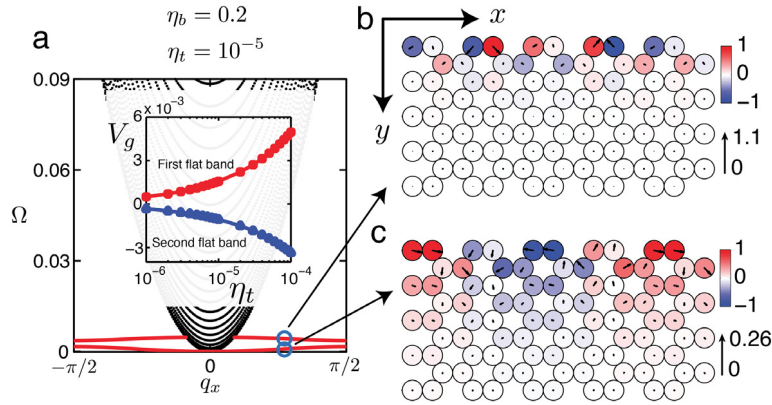 η_b = 0.2
η_t = 10^{-5}
a
0.09
0.06
Ω
0.03
0
−π/2
0
π/2
q_x
6 × 10^{-3}
V_g
3
0
−3
First flat band
Second flat band
10^{-6}
10^{-5}
10^{-4}
η_t
b
x
y
1
0
−1
1.1
0
c
1
0
−1
0.26
0